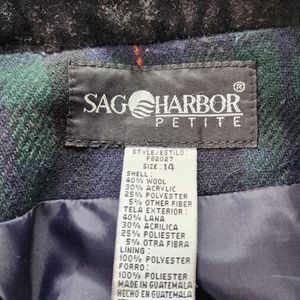 SAG HARBOR®
PETITE
STYLE/ESTILO:
F82027
SIZE: 14
SHELL:
40% WOOL
30% ACRYLIC
25% POLYESTER
5% OTHER FIBER
TELA EXTERIOR:
40% LANA
30% ACRILICA
25% POLIESTER
5% OTRA FIBRA
LINING:
100% POLYESTER
FORRO:
100% POLIESTER
MADE IN GUATEMALA
HECHO EN GUATEMALA